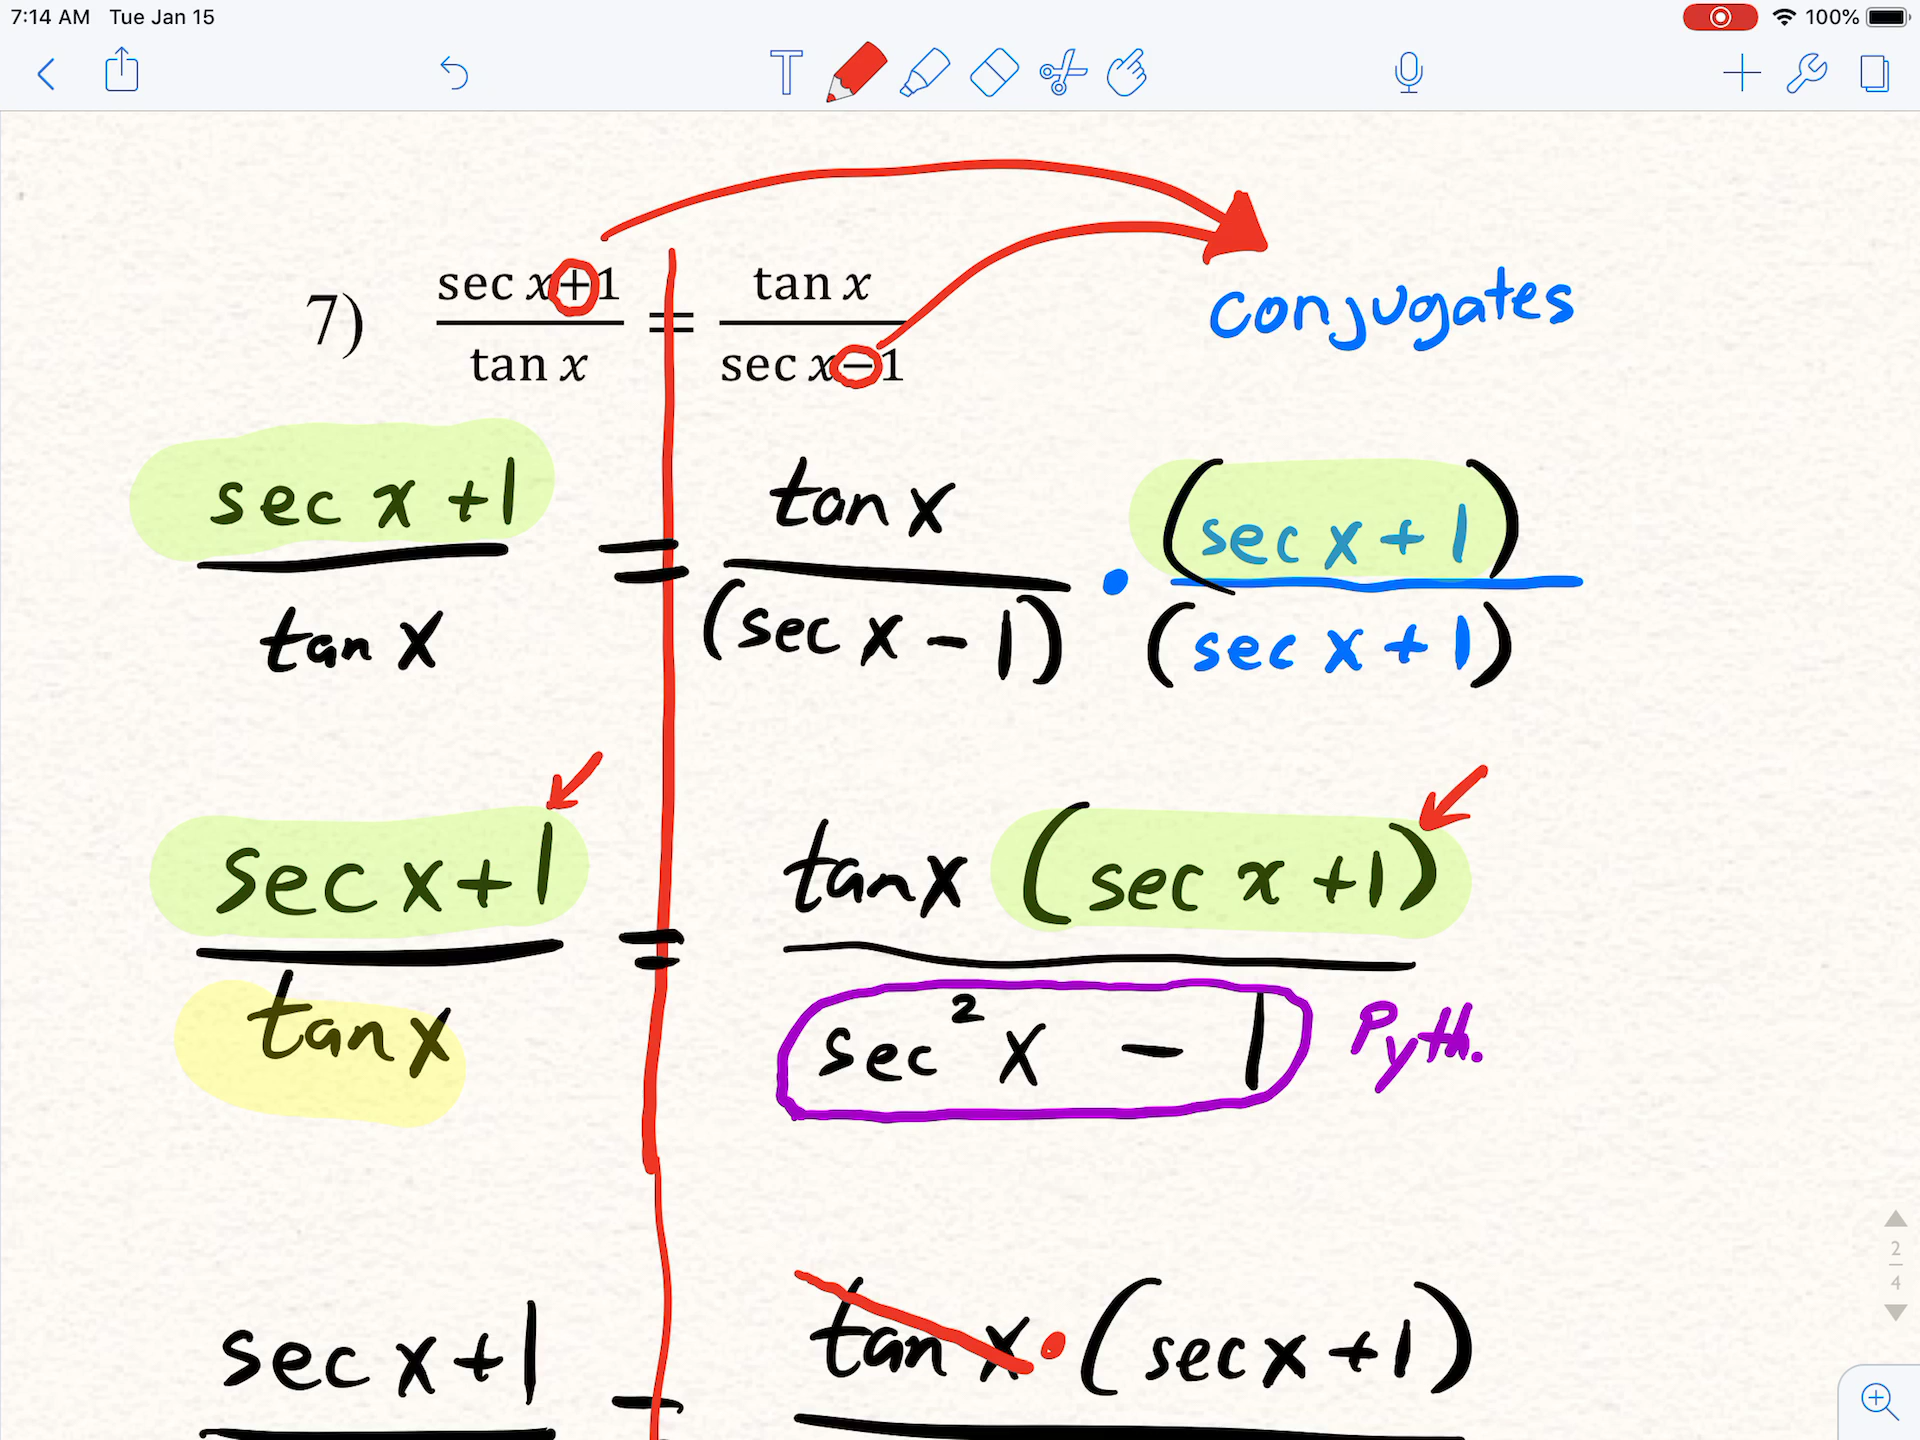 7:14 AM Tue Jan 15 100%
T
conjugates
7) sec x+1 / tan x = tan x / sec x−1
sec x +1 / tan x = tan x / (sec x − 1) · (sec x + 1) / (sec x + 1)
sec x+1 / tan x = tan x (sec x +1) / sec² x − 1 Pyth.
2
4
sec x+1 = tan x · (sec x +1)